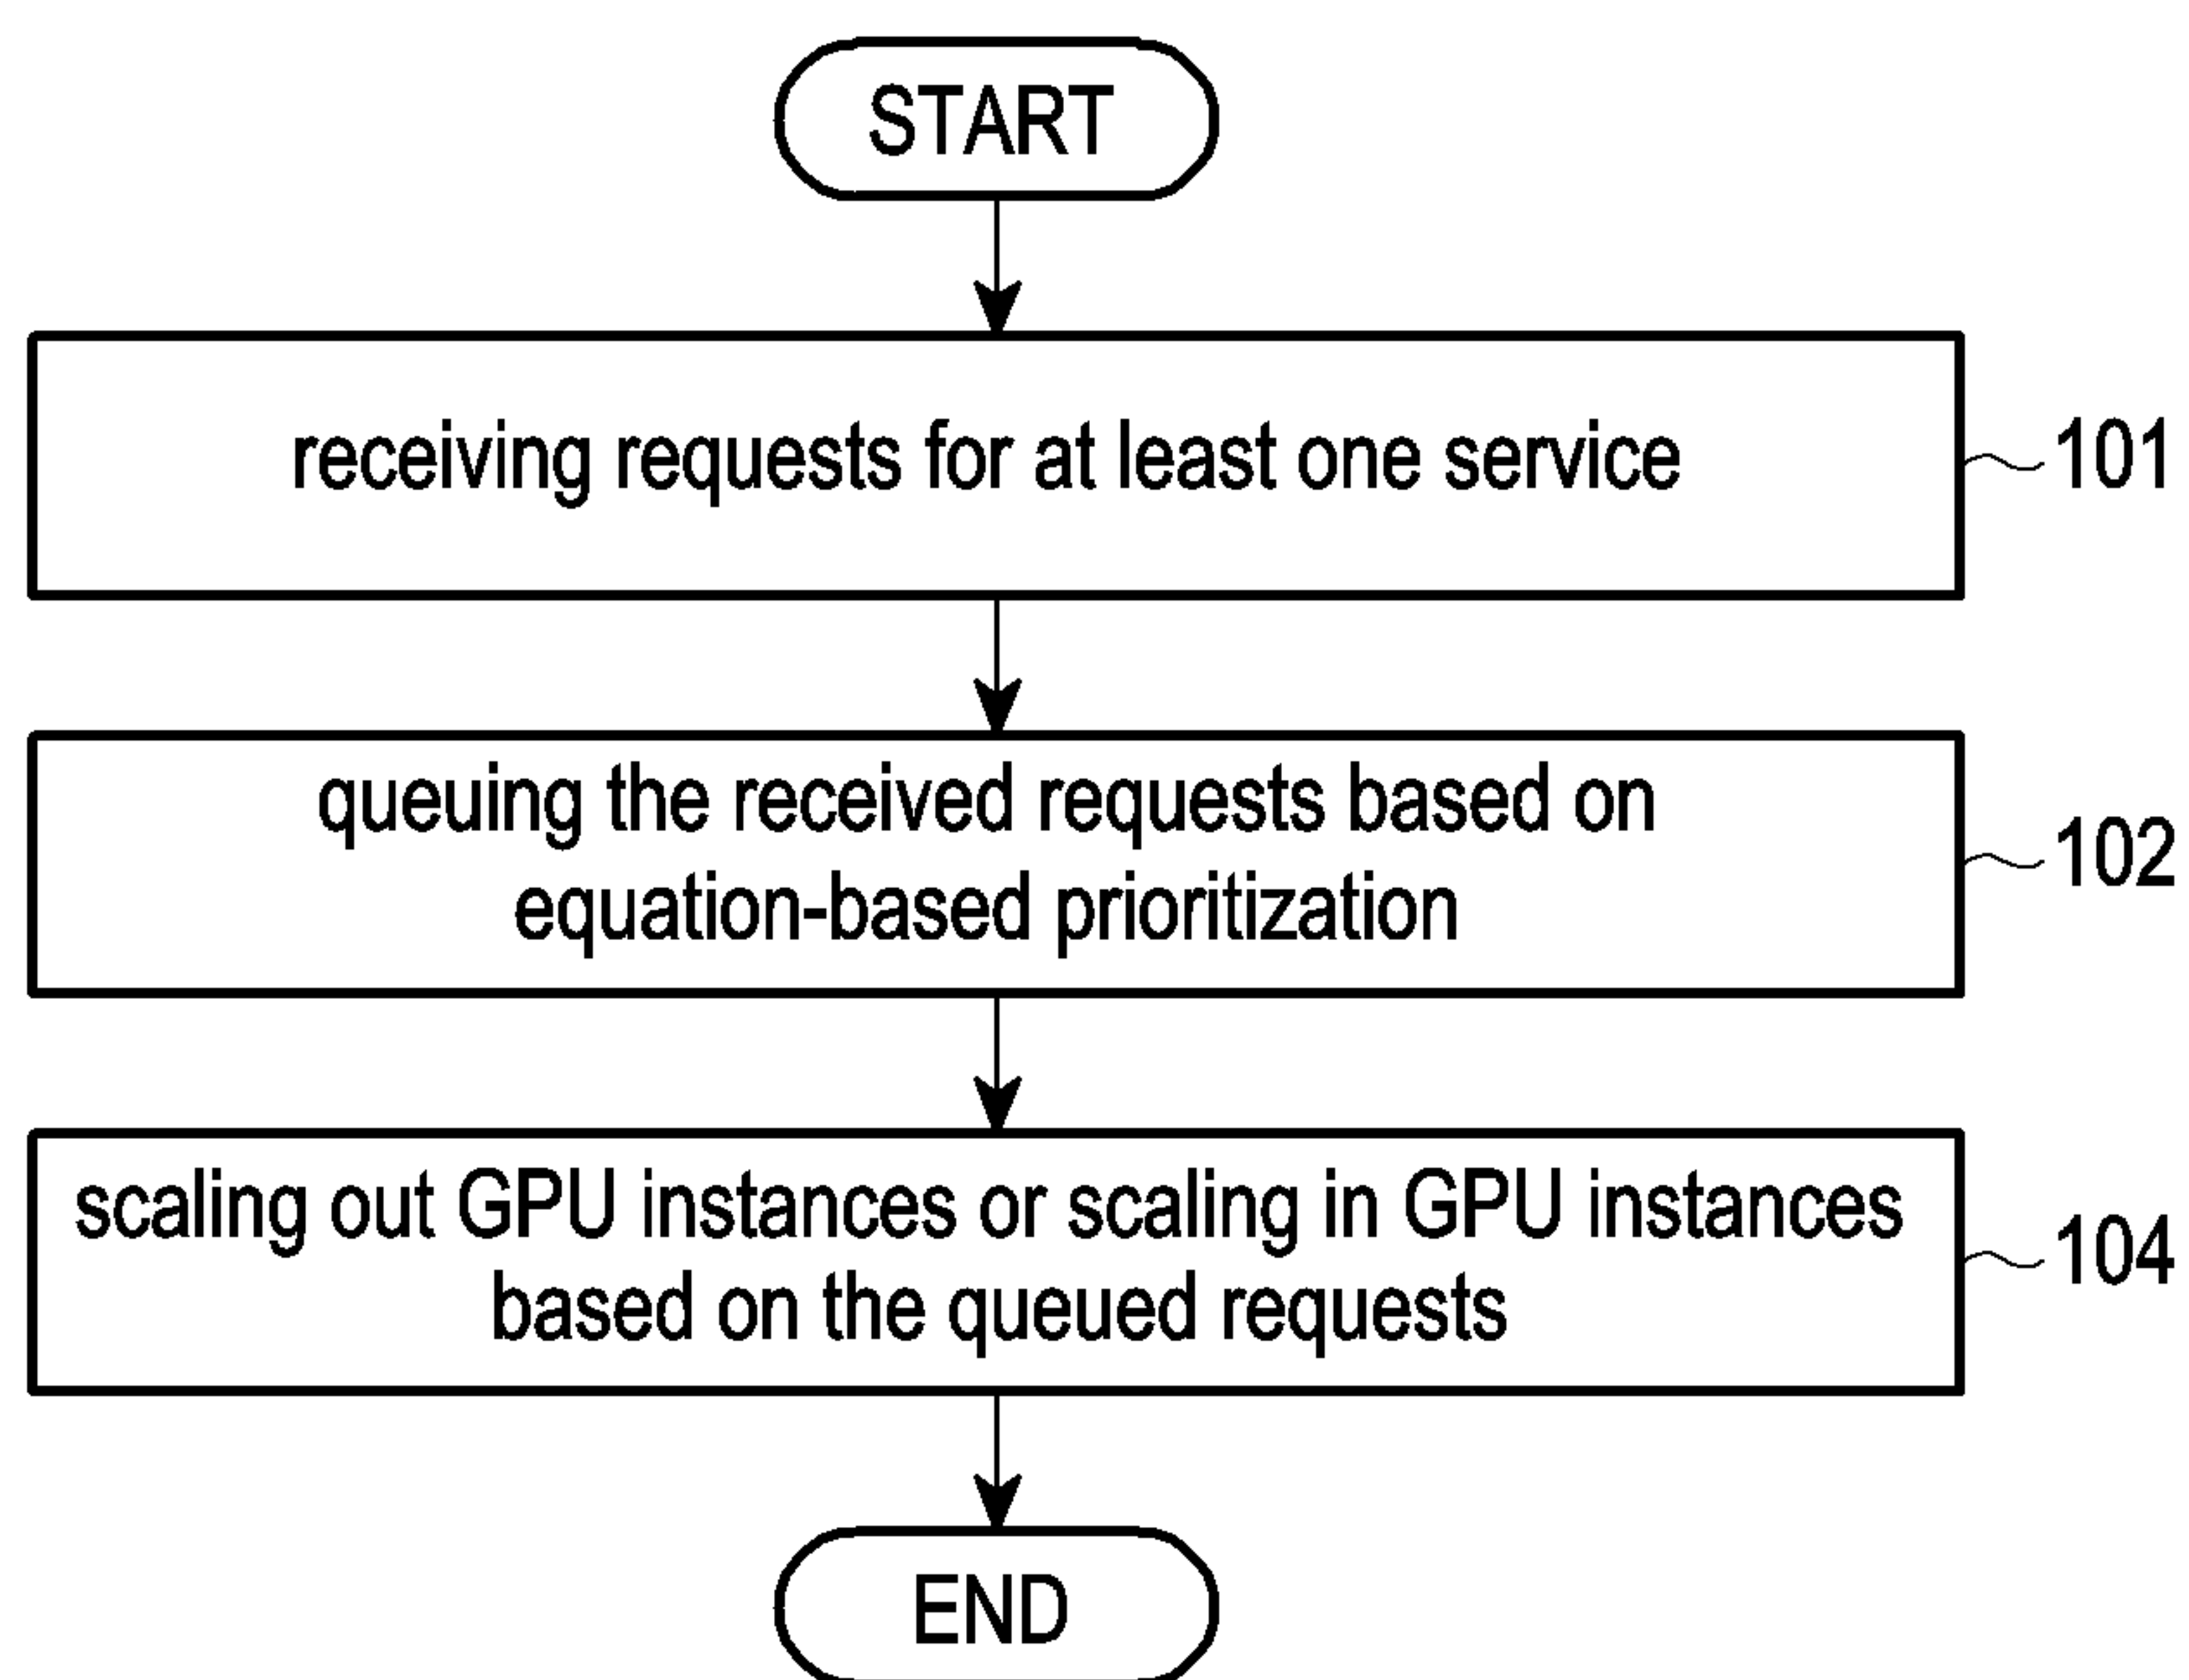 START
receiving requests for at least one service
101
queuing the received requests based on
equation-based prioritization
102
scaling out GPU instances or scaling in GPU instances
based on the queued requests
104
END